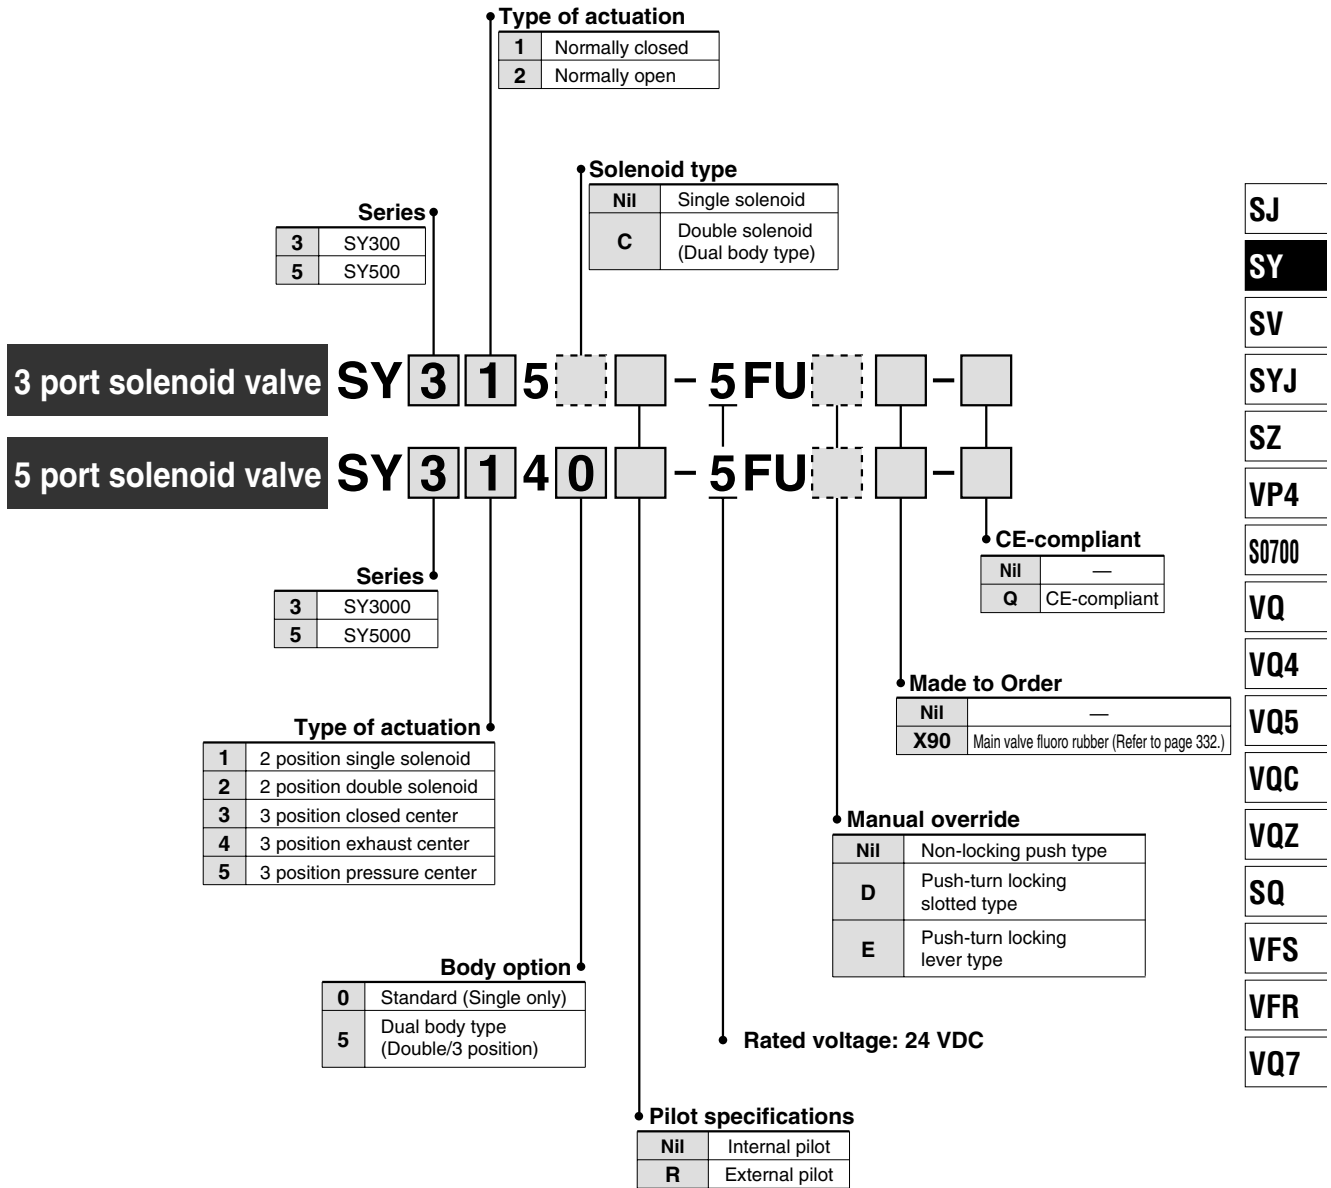 Type of actuation
1 Normally closed
2 Normally open
Solenoid type
Nil Single solenoid
C Double solenoid
(Dual body type)
Series
3 SY300
5 SY500
3 port solenoid valve SY 3 1 5 - 5 FU -
5 port solenoid valve SY 3 1 4 0 - 5 FU -
CE-compliant
Nil —
Q CE-compliant
Series
3 SY3000
5 SY5000
Made to Order
Nil —
X90 Main valve fluoro rubber (Refer to page 332.)
Type of actuation
1 2 position single solenoid
2 2 position double solenoid
3 3 position closed center
4 3 position exhaust center
5 3 position pressure center
Manual override
Nil Non-locking push type
D Push-turn locking
slotted type
E Push-turn locking
lever type
Body option
0 Standard (Single only)
5 Dual body type
(Double/3 position)
Rated voltage: 24 VDC
Pilot specifications
Nil Internal pilot
R External pilot
SJ
SY
SV
SYJ
SZ
VP4
S0700
VQ
VQ4
VQ5
VQC
VQZ
SQ
VFS
VFR
VQ7